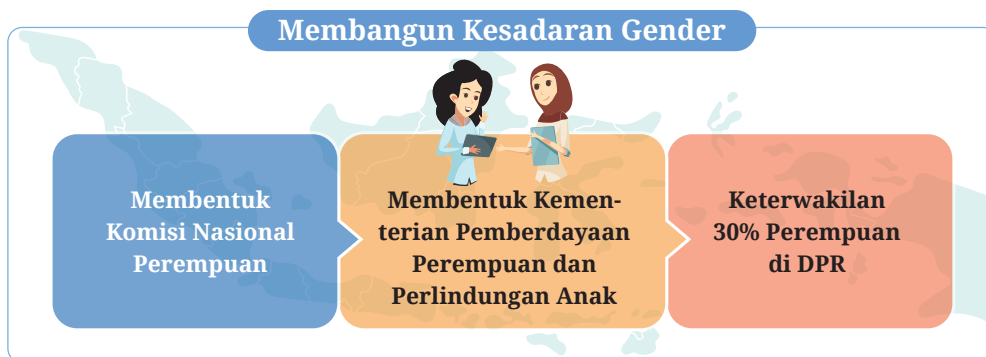 Membangun Kesadaran Gender
Membentuk
Komisi Nasional
Perempuan
Membentuk Kemen-
terian Pemberdayaan
Perempuan dan
Perlindungan Anak
Keterwakilan
30% Perempuan
di DPR